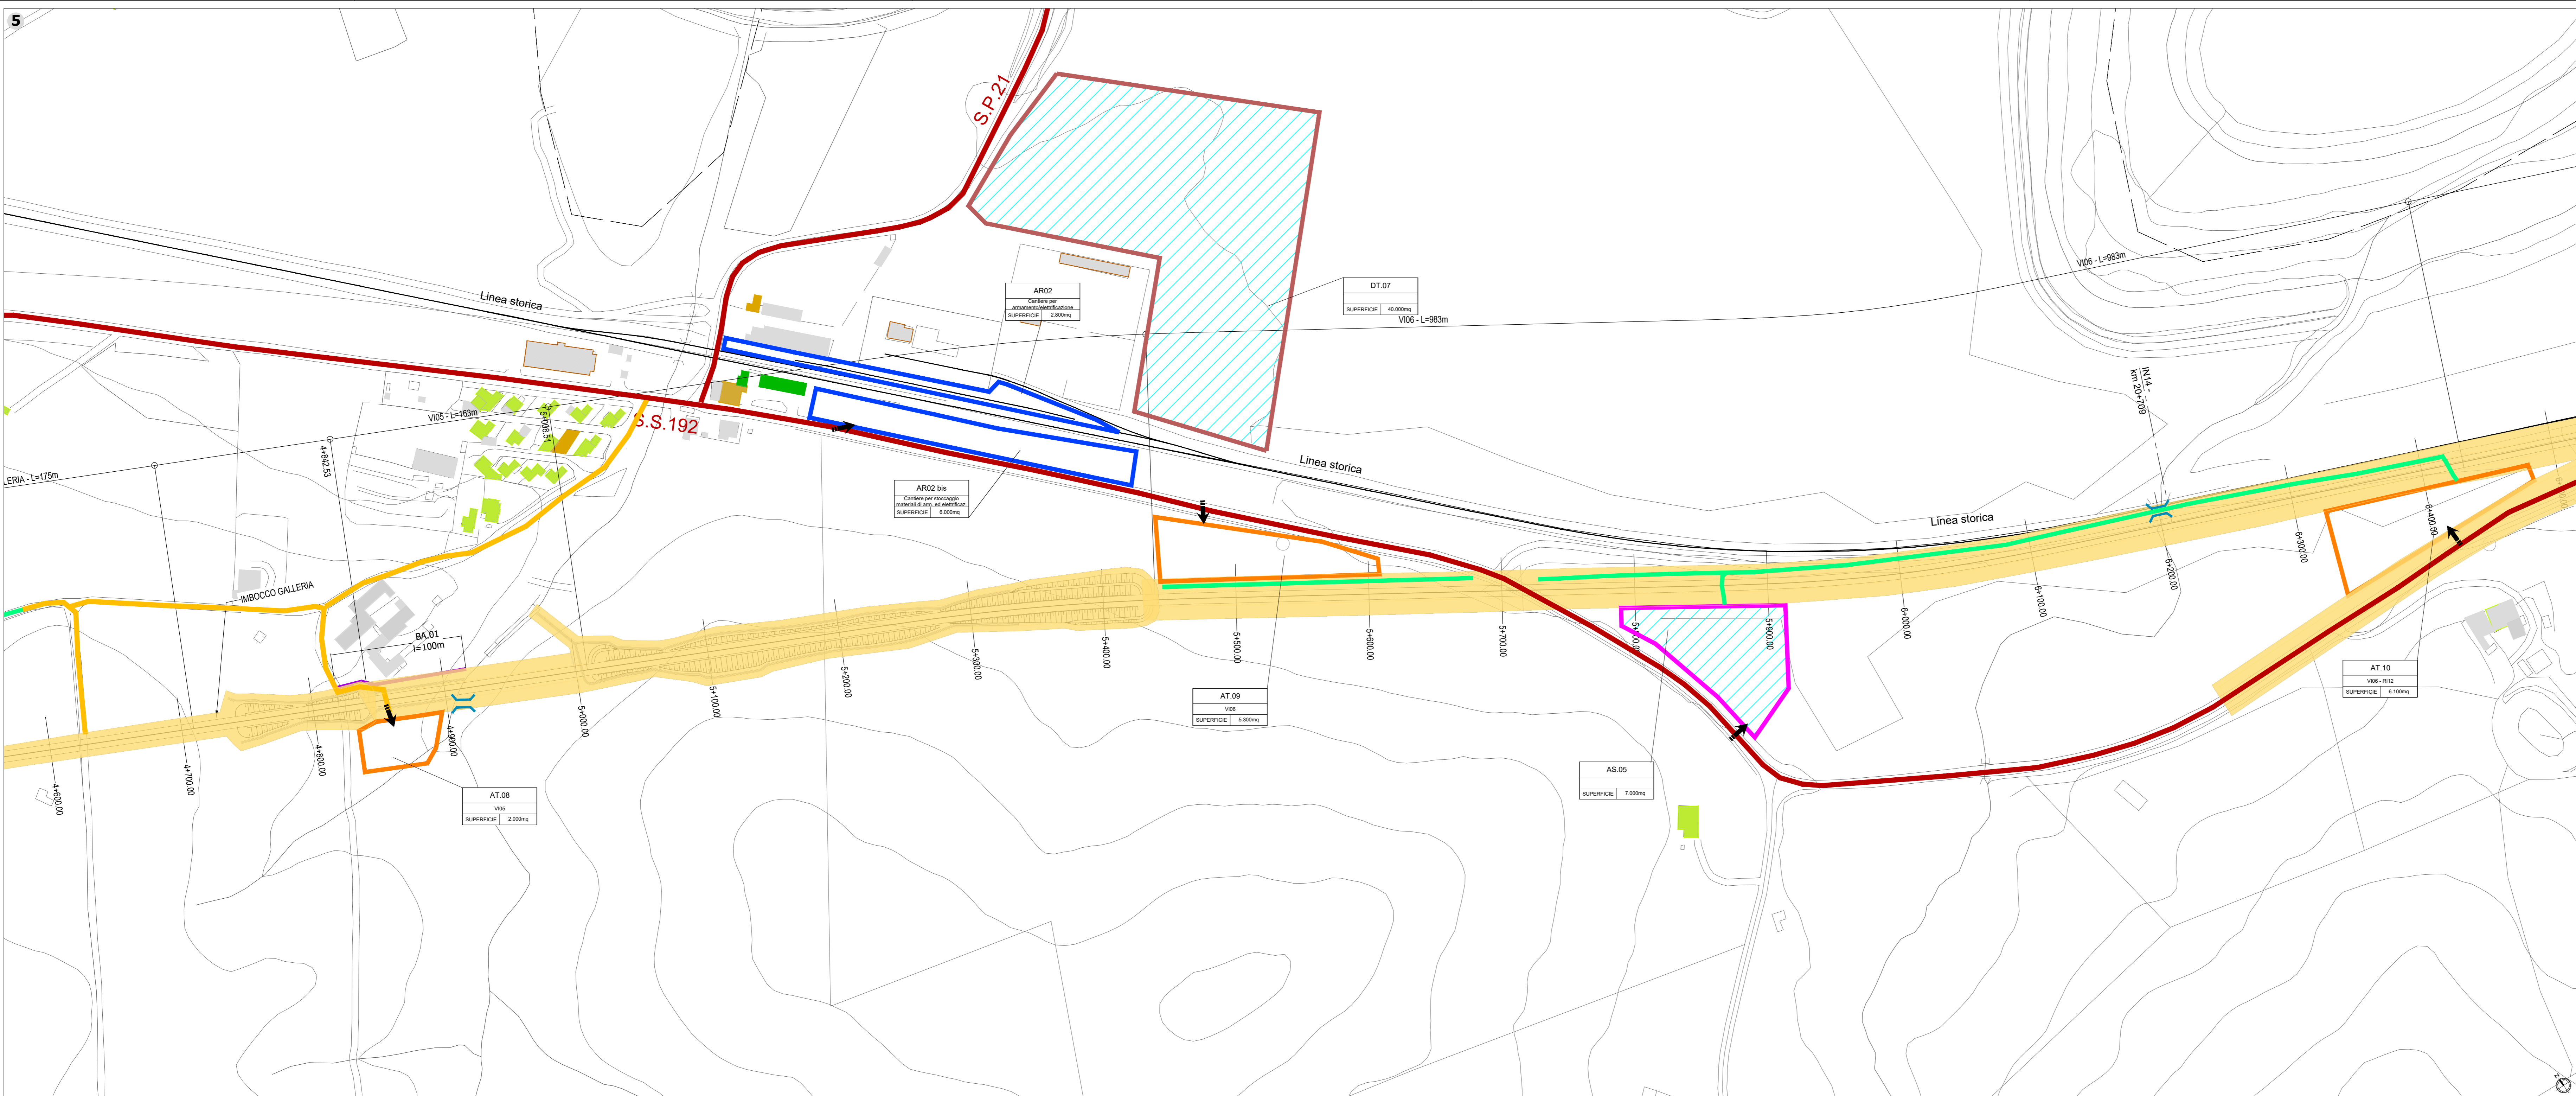 5
S.P.21
Linea storica
AR02
Cantiere per
armamento/elettrificazione
SUPERFICIE 2.800mq
DT.07
SUPERFICIE 40.000mq
VI06 - L=983m
VI06 - L=983m
IN14 -
km 20+709
VI05 - L=163m
5+008.51
S.S.192
4+842.53
LERIA - L=175m
AR02 bis
Cantiere per stoccaggio
materiali di arm. ed elettrificaz.
SUPERFICIE 6.000mq
Linea storica
Linea storica
IMBOCCO GALLERIA
BA.01
l=100m
4+600.00
4+700.00
4+800.00
4+900.00
5+000.00
5+100.00
5+200.00
5+300.00
5+400.00
5+500.00
5+600.00
5+700.00
5+900.00
6+000.00
6+100.00
6+200.00
6+300.00
6+400.00
AT.08
VI05
SUPERFICIE 2.000mq
AT.09
VI06
SUPERFICIE 5.300mq
AS.05
SUPERFICIE 7.000mq
AT.10
VI06 - RI12
SUPERFICIE 6.100mq